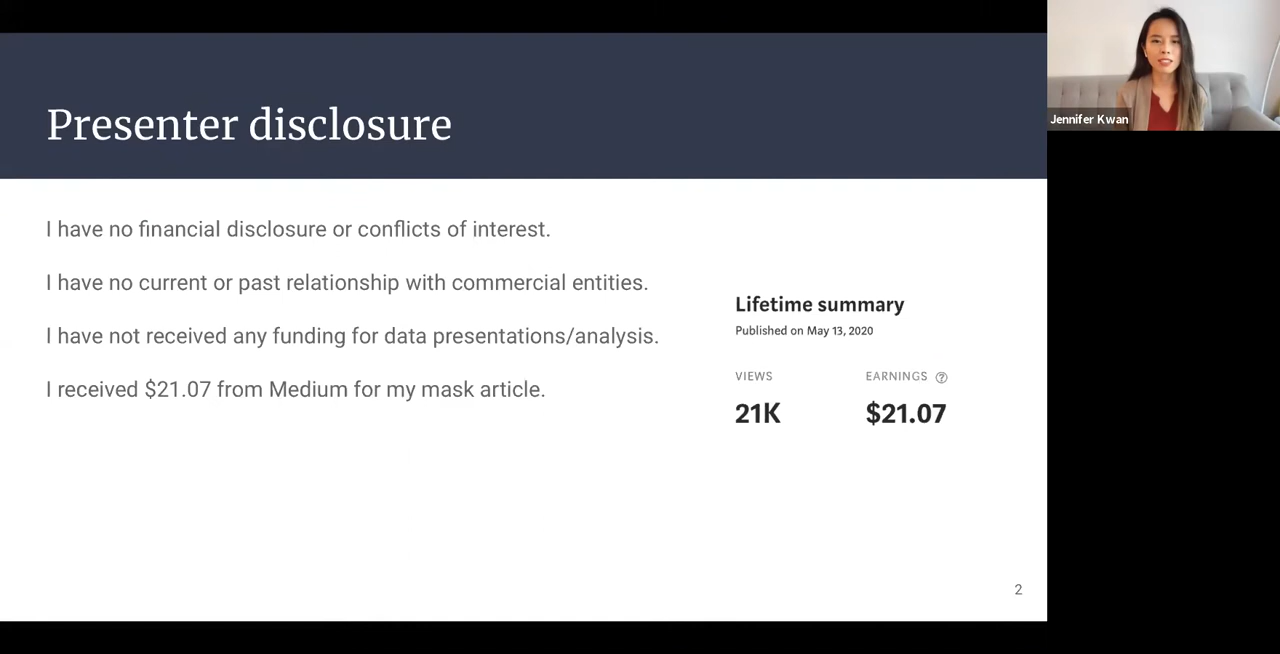 Presenter disclosure
I have no financial disclosure or conflicts of interest.
I have no current or past relationship with commercial entities.
I have not received any funding for data presentations/analysis.
I received $21.07 from Medium for my mask article.
Lifetime summary
Published on May 13, 2020
VIEWS EARNINGS ?
21K $21.07
2
Jennifer Kwan